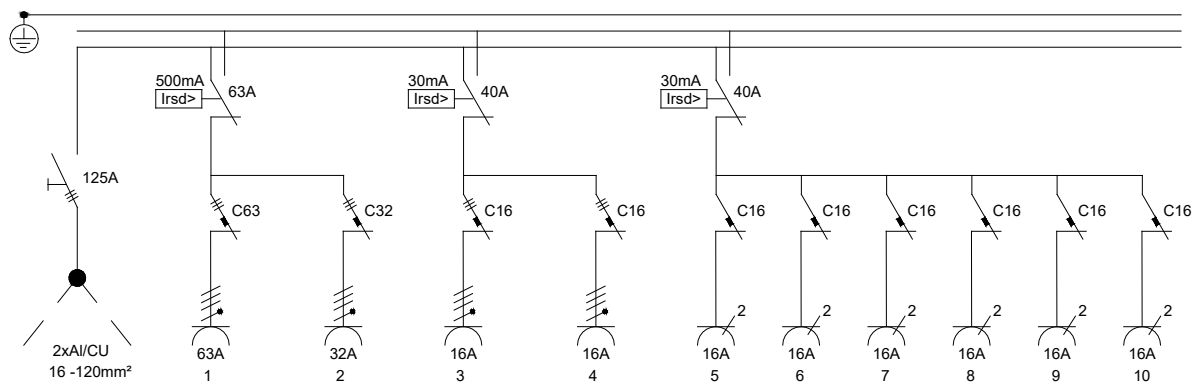 500mA
Irsd>
63A
30mA
Irsd>
40A
30mA
Irsd>
40A
125A
C63
C32
C16
C16
C16
C16
C16
C16
C16
C16
2
2
2
2
2
2
63A
32A
16A
16A
16A
16A
16A
16A
16A
16A
2xAl/CU
16 -120mm²
1
2
3
4
5
6
7
8
9
10